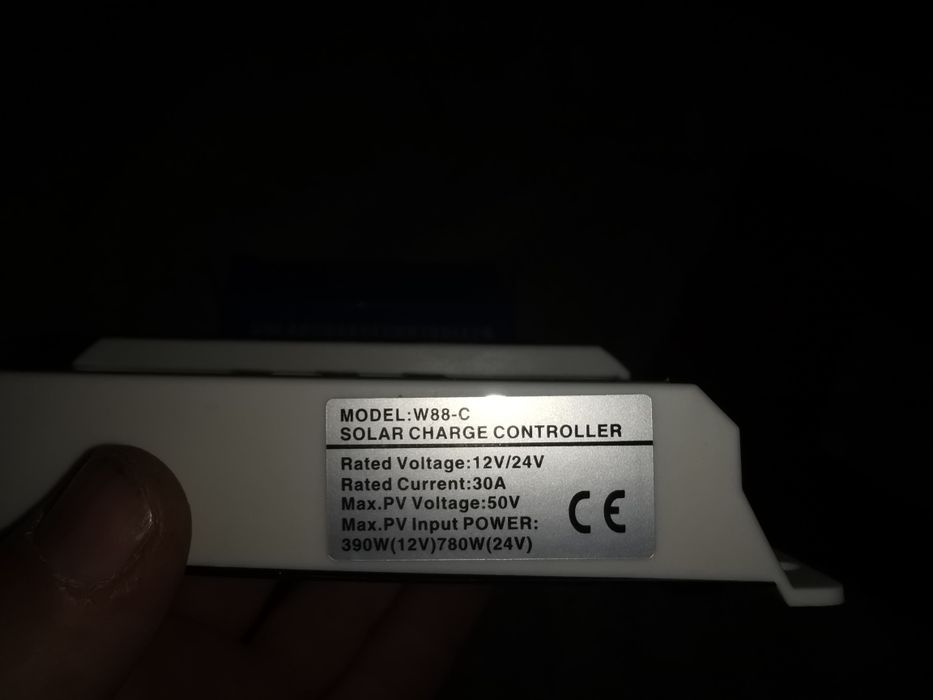 MODEL:W88-C
SOLAR CHARGE CONTROLLER
Rated Voltage:12V/24V
Rated Current:30A
Max.PV Voltage:50V
Max.PV Input POWER:
390W(12V)780W(24V)
CE